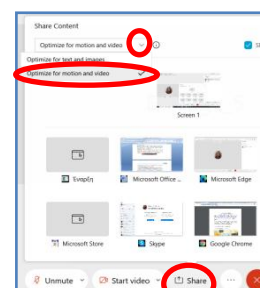 Share Content
Optimize for motion and video
Optimize for text and images
Optimize for motion and video
Screen 1
Έναρξη
Microsoft Office ...
Microsoft Edge
Microsoft Store
Skype
Google Chrome
Unmute
Start video
Share